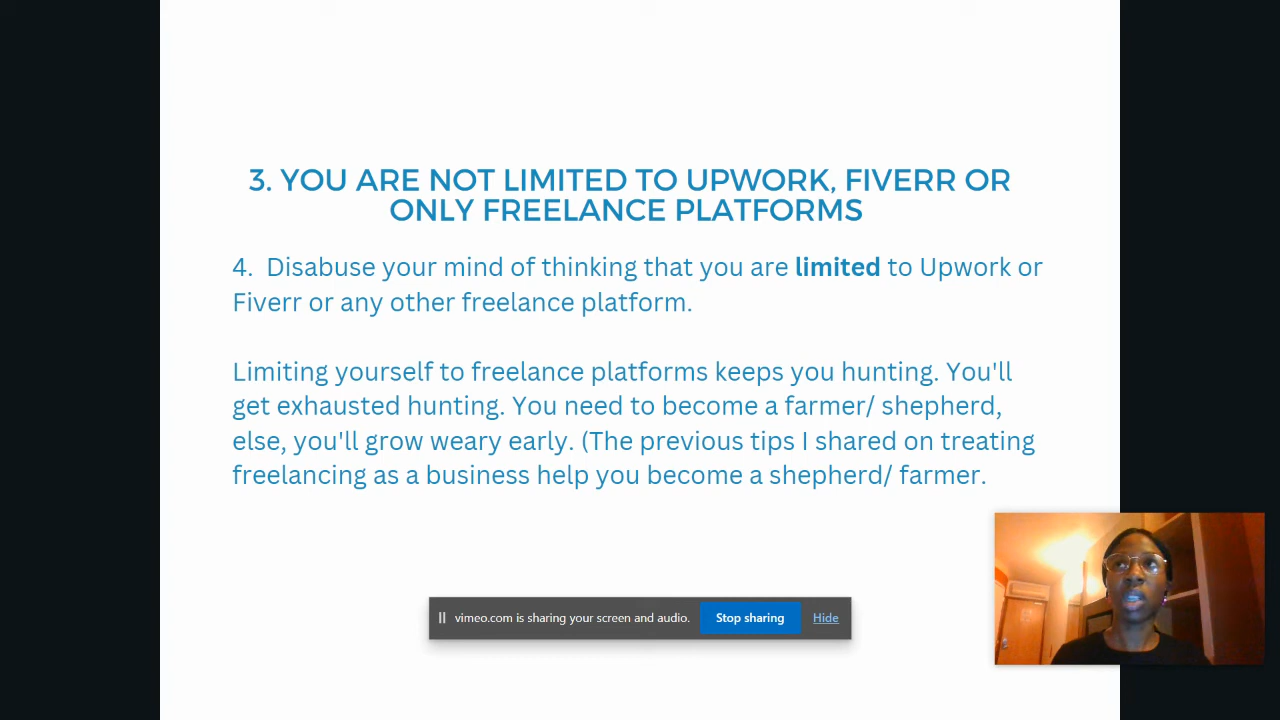 3. YOU ARE NOT LIMITED TO UPWORK, FIVERR OR
ONLY FREELANCE PLATFORMS
4. Disabuse your mind of thinking that you are limited to Upwork or
Fiverr or any other freelance platform.
Limiting yourself to freelance platforms keeps you hunting. You'll
get exhausted hunting. You need to become a farmer/ shepherd,
else, you'll grow weary early. (The previous tips I shared on treating
freelancing as a business help you become a shepherd/ farmer.
vimeo.com is sharing your screen and audio. Stop sharing Hide